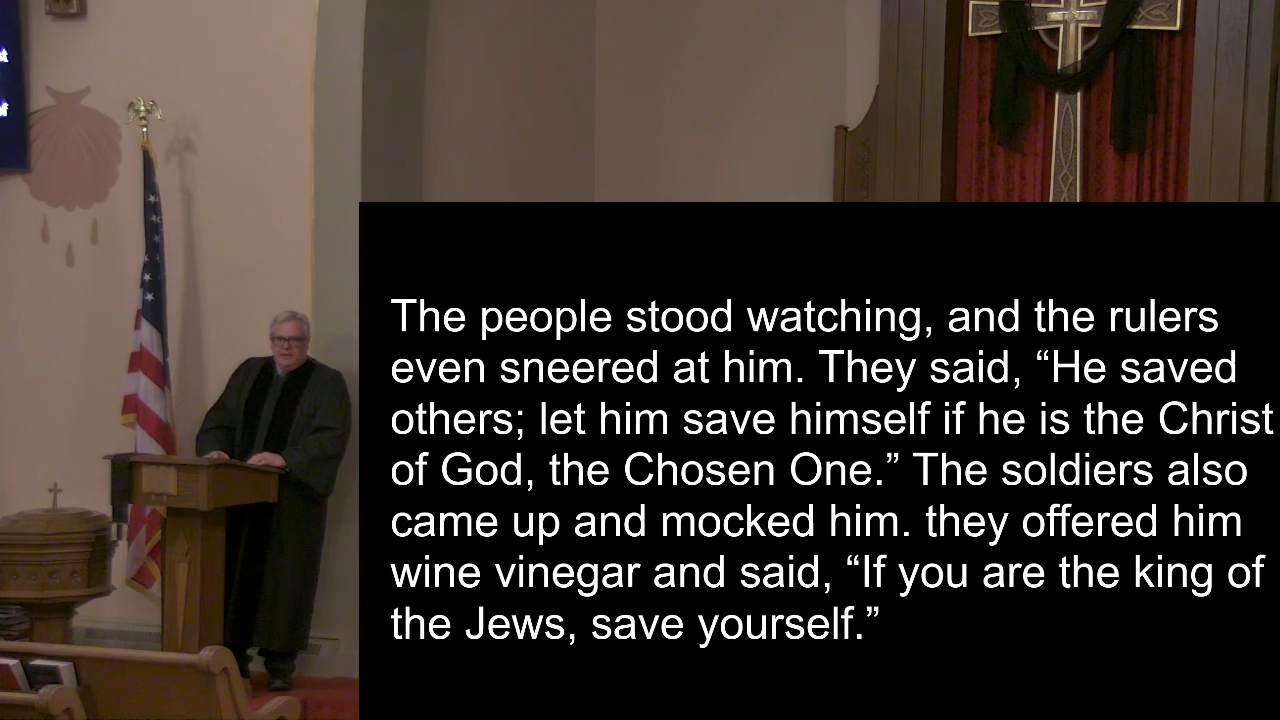 The people stood watching, and the rulers
even sneered at him. They said, “He saved
others; let him save himself if he is the Christ
of God, the Chosen One.” The soldiers also
came up and mocked him. they offered him
wine vinegar and said, “If you are the king of
the Jews, save yourself.”